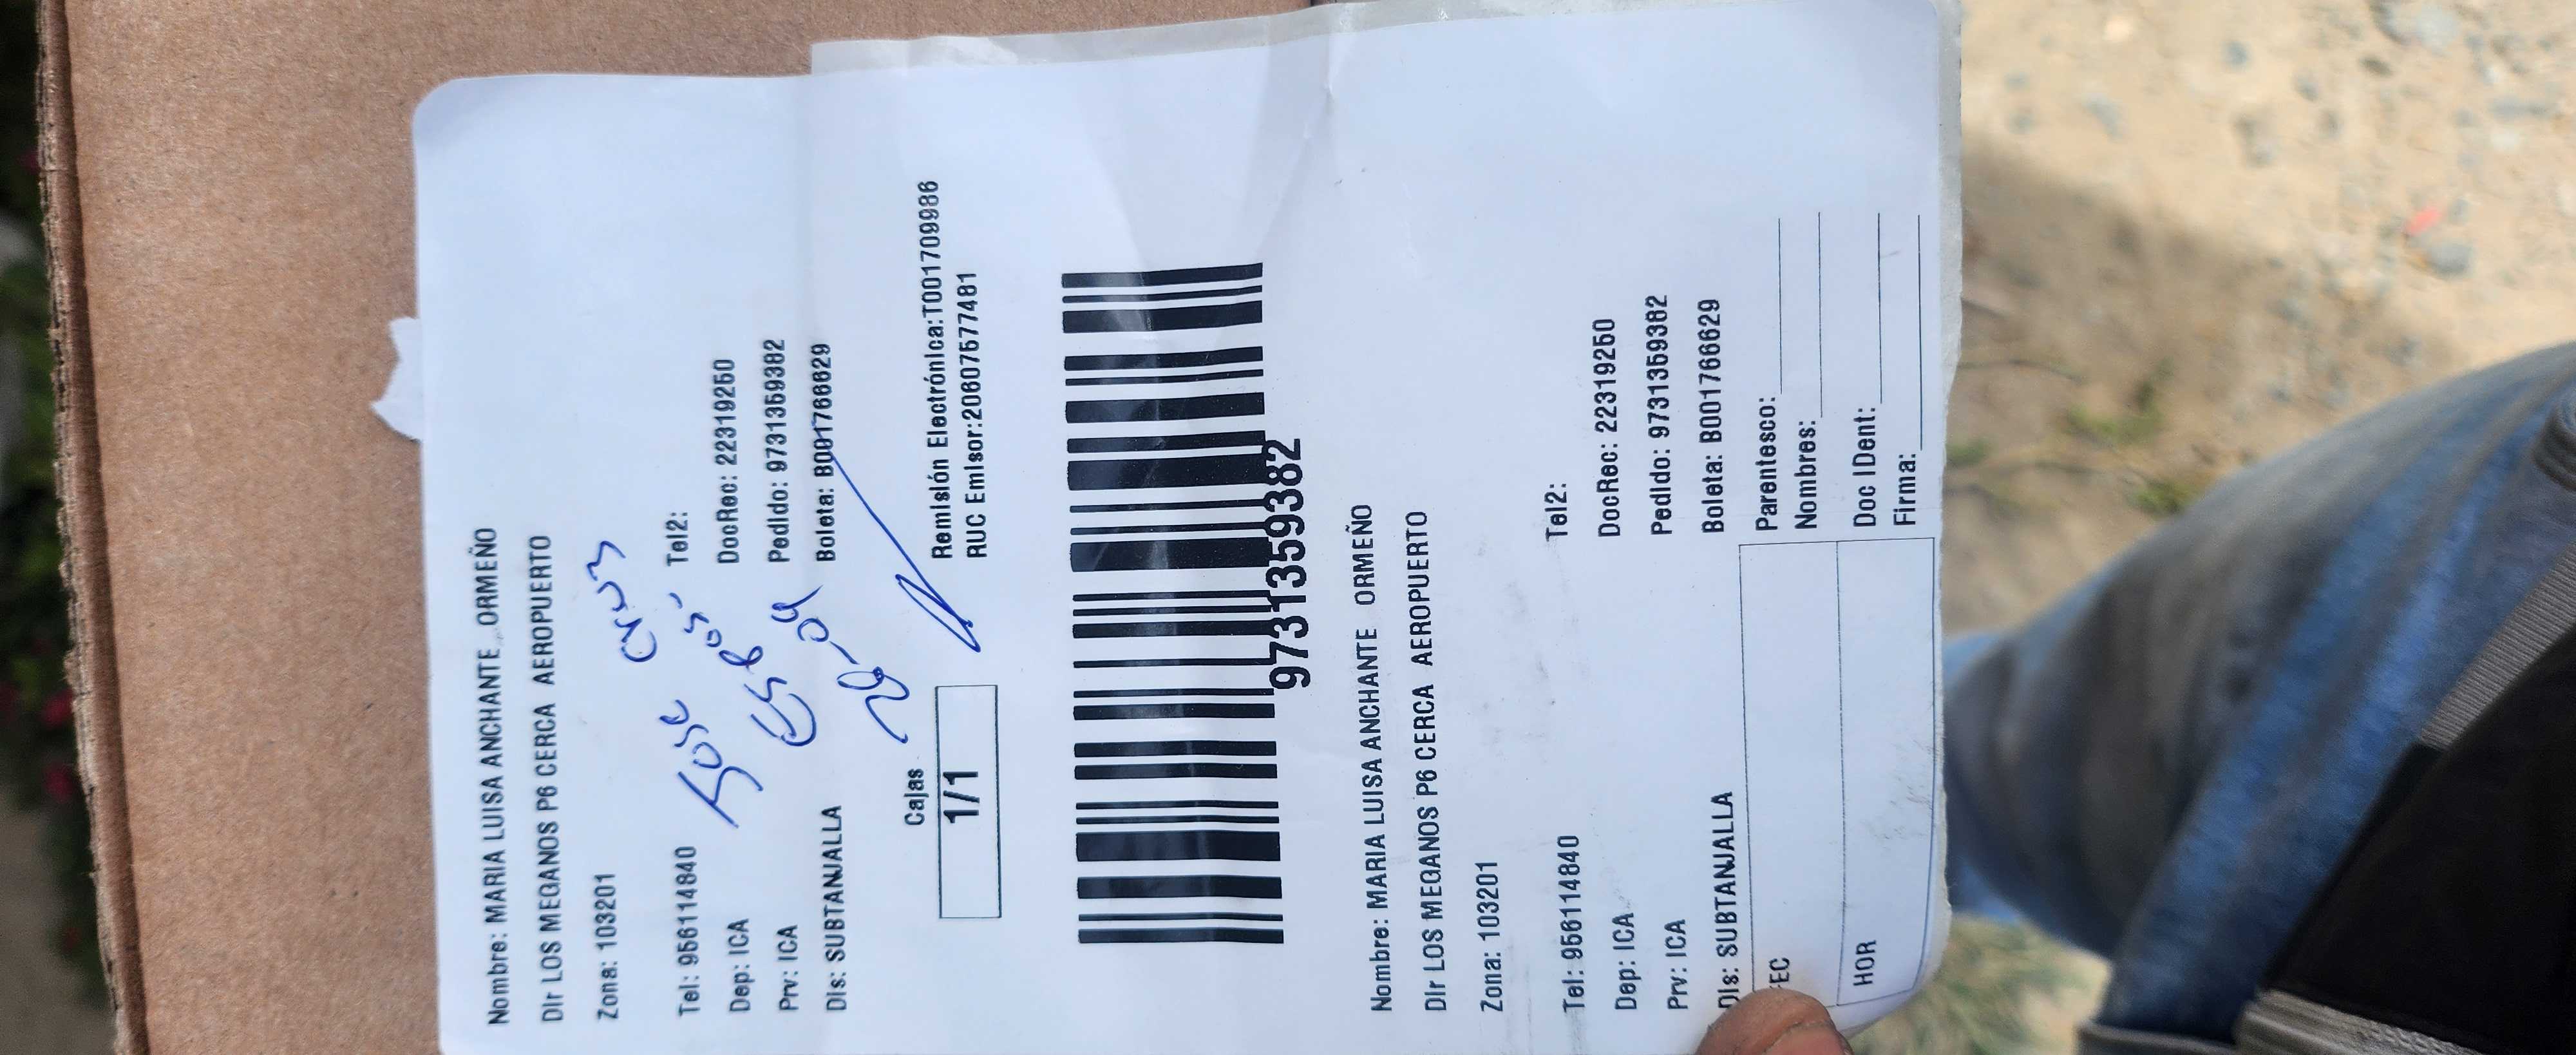 Nombre: MARIA LUISA ANCHANTE ORMEÑO
DIr LOS MEGANOS P6 CERCA AEROPUERTO
Zona: 103201
Tel: 956114840 Tel2:
Dep: ICA DocRec: 22319250
Prv: ICA Pedido: 9731359382
Dis: SUBTANJALLA Boleta: B001766629
Jose
Esposo
Cajas
1/1
Remisión Electrónica:T001709986
RUC Emisor:20607577481
9731359382
Nombre: MARIA LUISA ANCHANTE ORMEÑO
DIr LOS MEGANOS P6 CERCA AEROPUERTO
Zona: 103201
Tel: 956114840 Tel2:
Dep: ICA DocRec: 22319250
Prv: ICA Pedido: 9731359382
Dis: SUBTANJALLA Boleta: B001766629
FEC Parentesco:
Nombres:
HOR Doc IDent:
Firma: